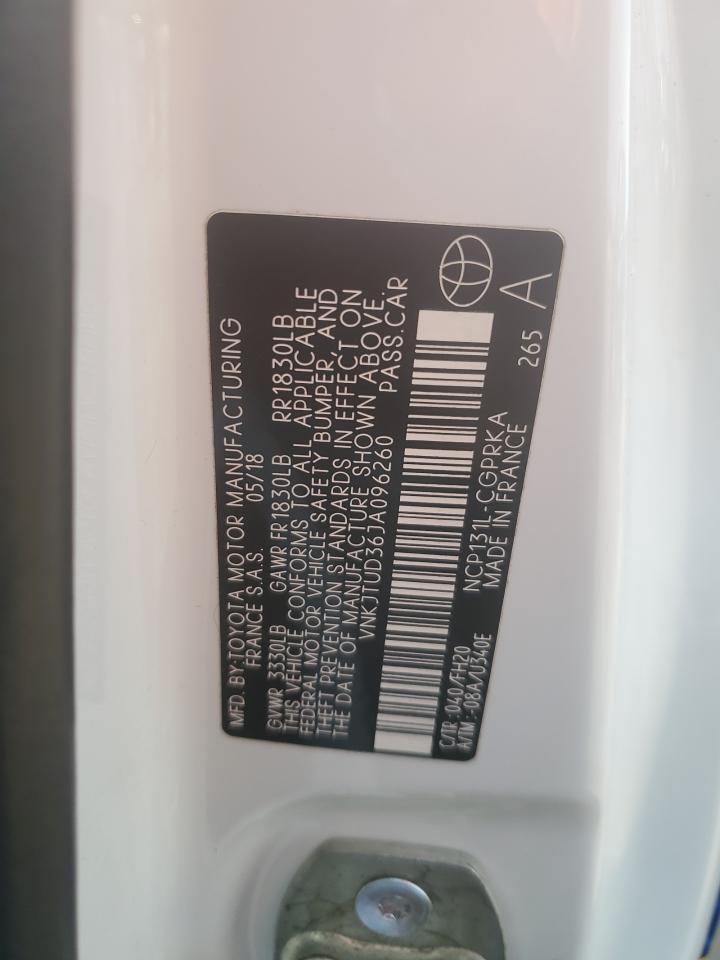 MFD. BY: TOYOTA MOTOR MANUFACTURING
FRANCE S.A.S. 05/18
GVWR 3330LB GAWR FR1830LB RR1830LB
THIS VEHICLE CONFORMS TO ALL APPLICABLE
FEDERAL MOTOR VEHICLE SAFETY BUMPER, AND
THEFT PREVENTION STANDARDS IN EFFECT ON
THE DATE OF MANUFACTURE SHOWN ABOVE.
VNKJTUD36JA096260 PASS.CAR
C/TR:040/FH20 NCP131L-CGPRKA
A/TM:-08A/U340E MADE IN FRANCE 265
A